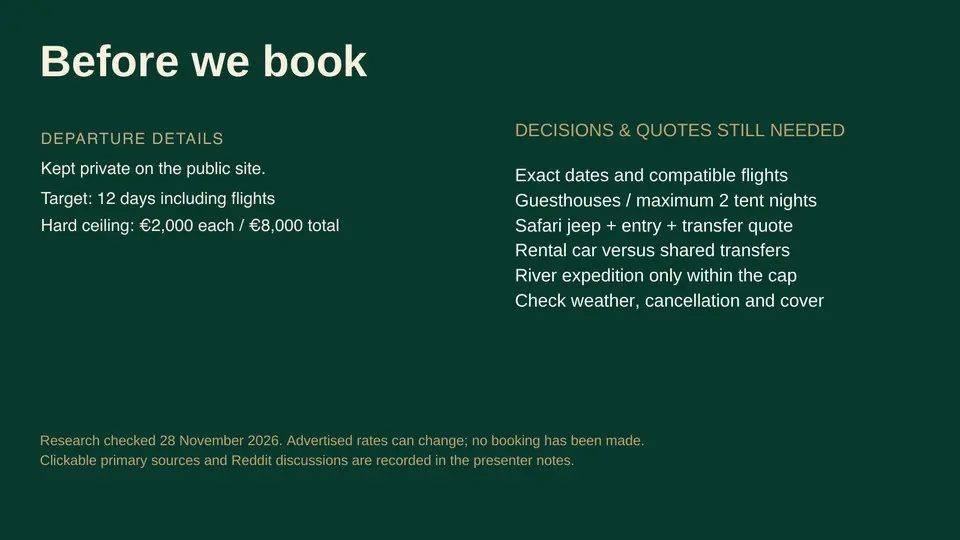 Before we book
DEPARTURE DETAILS
Kept private on the public site.
Target: 12 days including flights
Hard ceiling: €2,000 each / €8,000 total
DECISIONS & QUOTES STILL NEEDED
Exact dates and compatible flights
Guesthouses / maximum 2 tent nights
Safari jeep + entry + transfer quote
Rental car versus shared transfers
River expedition only within the cap
Check weather, cancellation and cover
Research checked 28 November 2026. Advertised rates can change; no booking has been made.
Clickable primary sources and Reddit discussions are recorded in the presenter notes.